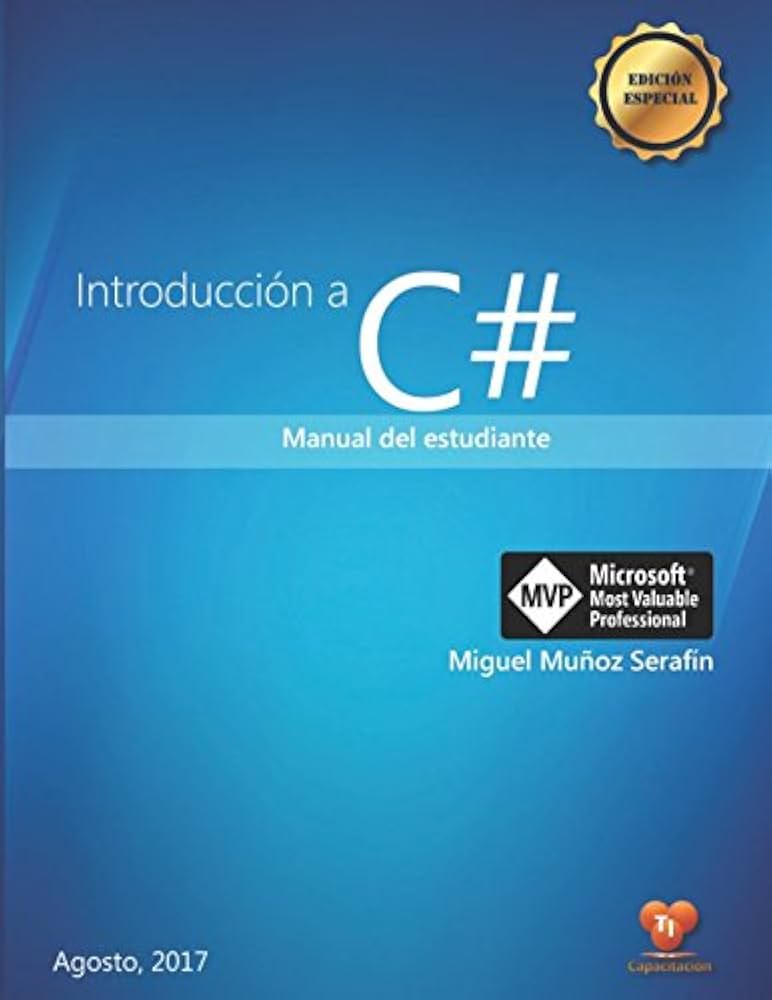 EDICIÓN
ESPECIAL
Introducción a
C#
Manual del estudiante
MVP
Microsoft®
Most Valuable
Professional
Miguel Muñoz Serafín
TI
Capacitación
Agosto, 2017